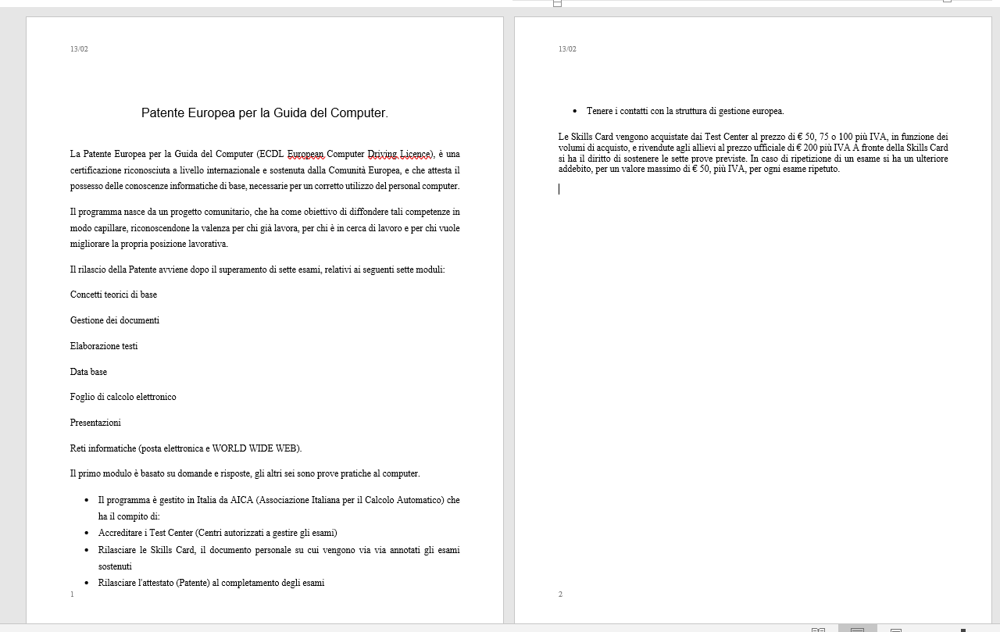 13/02
Patente Europea per la Guida del Computer.
La Patente Europea per la Guida del Computer (ECDL European Computer Driving Licence), è una
certificazione riconosciuta a livello internazionale e sostenuta dalla Comunità Europea, e che attesta il
possesso delle conoscenze informatiche di base, necessarie per un corretto utilizzo del personal computer.
Il programma nasce da un progetto comunitario, che ha come obiettivo di diffondere tali competenze in
modo capillare, riconoscendone la valenza per chi già lavora, per chi è in cerca di lavoro e per chi vuole
migliorare la propria posizione lavorativa.
Il rilascio della Patente avviene dopo il superamento di sette esami, relativi ai seguenti sette moduli:
Concetti teorici di base
Gestione dei documenti
Elaborazione testi
Data base
Foglio di calcolo elettronico
Presentazioni
Reti informatiche (posta elettronica e WORLD WIDE WEB).
Il primo modulo è basato su domande e risposte, gli altri sei sono prove pratiche al computer.
• Il programma è gestito in Italia da AICA (Associazione Italiana per il Calcolo Automatico) che
ha il compito di:
• Accreditare i Test Center (Centri autorizzati a gestire gli esami)
• Rilasciare le Skills Card, il documento personale su cui vengono via via annotati gli esami
sostenuti
• Rilasciare l'attestato (Patente) al completamento degli esami
1
13/02
• Tenere i contatti con la struttura di gestione europea.
Le Skills Card vengono acquistate dai Test Center al prezzo di € 50, 75 o 100 più IVA, in funzione dei
volumi di acquisto, e rivendute agli allievi al prezzo ufficiale di € 200 più IVA A fronte della Skills Card
si ha il diritto di sostenere le sette prove previste. In caso di ripetizione di un esame si ha un ulteriore
addebito, per un valore massimo di € 50, più IVA, per ogni esame ripetuto.
2